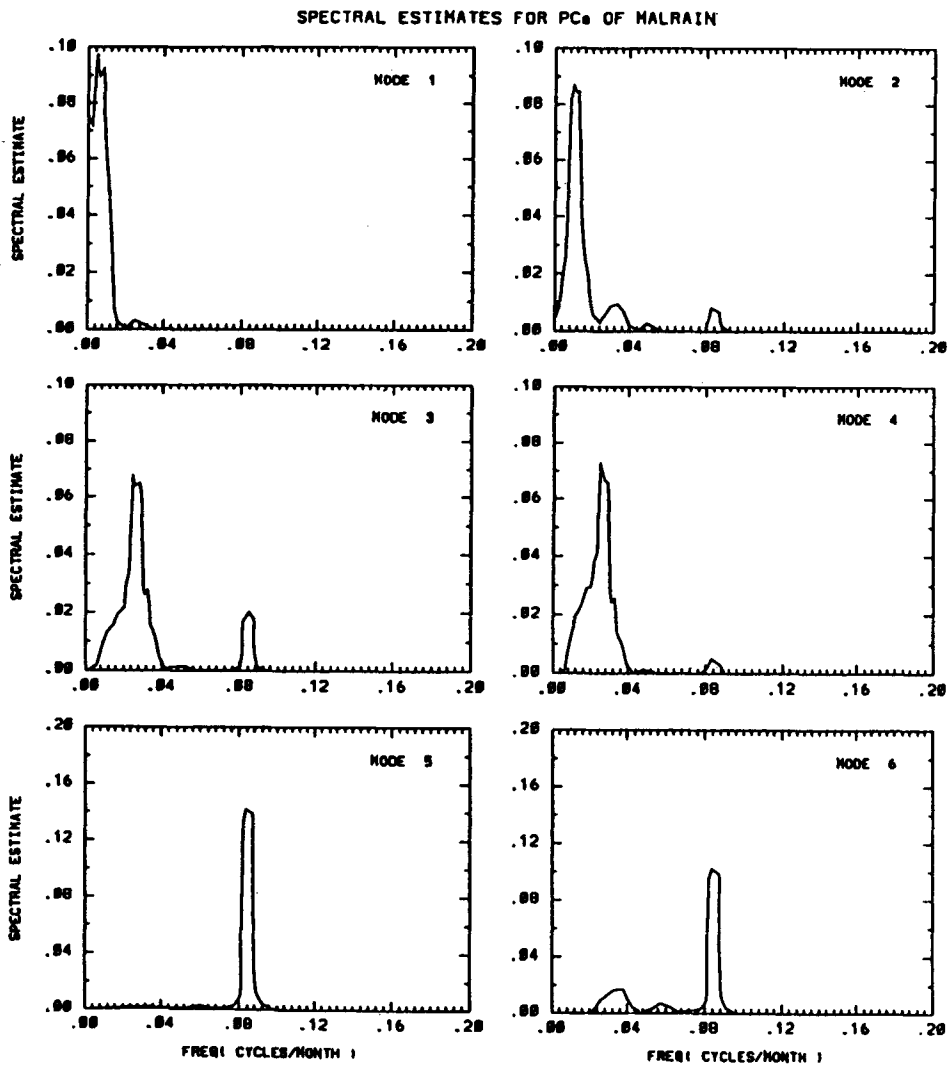 SPECTRAL ESTIMATES FOR PCs OF MALRAIN
SPECTRAL ESTIMATE
.10
.08
.06
.04
.02
.00
MODE 1
.00 .04 .08 .12 .16 .20
.10
.08
.06
.04
.02
.00
MODE 2
.00 .04 .08 .12 .16 .20
SPECTRAL ESTIMATE
.10
.08
.06
.04
.02
.00
MODE 3
.00 .04 .08 .12 .16 .20
.10
.08
.06
.04
.02
.00
MODE 4
.00 .04 .08 .12 .16 .20
SPECTRAL ESTIMATE
.20
.16
.12
.08
.04
.00
MODE 5
.00 .04 .08 .12 .16 .20
FREQ( CYCLES/MONTH )
.20
.16
.12
.08
.04
.00
MODE 6
.00 .04 .08 .12 .16 .20
FREQ( CYCLES/MONTH )